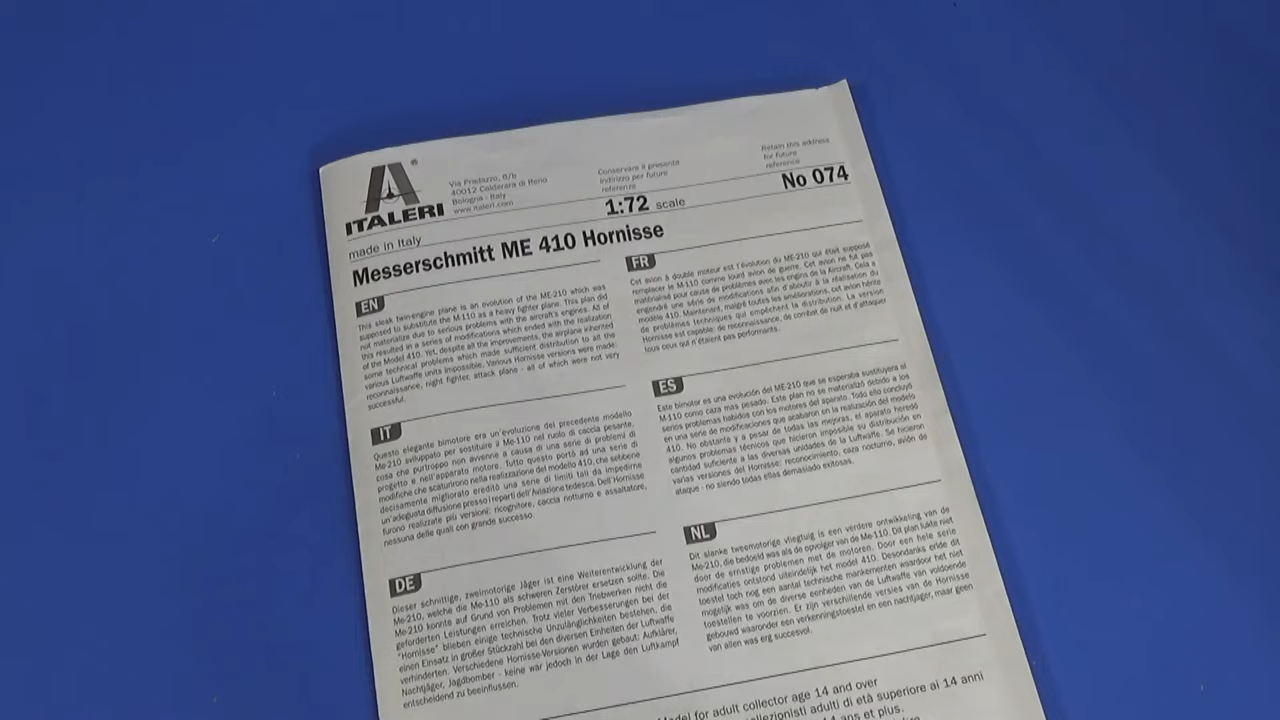 ITALERI
®
Via Pradazzo, 6/b
40012 Calderara di Reno
Bologna - Italy
www.italeri.com
Conservare il presente
indirizzo per future
referenze
Retain this address
for future
reference
made in Italy
1:72 scale
No 074
Messerschmitt ME 410 Hornisse
EN
This sleak twin-engine plane is an evolution of the ME-210 which was
supposed to substitute the M-110 as a heavy fighter plane. This plan did
not materialize due to serious problems with the aircraft's engines. All of
this resulted in a series of modifications which ended with the realization
of the Model 410. Yet, despite all the improvements, the airplane inherited
some technical problems which made sufficient distribution to all the
various Luftwaffe units impossible. Various Hornisse versions were made:
reconnaissance, night fighter, attack plane - all of which were not very
successful.
IT
Questo elegante bimotore era un'evoluzione del precedente modello
Me-210 sviluppato per sostituire il Me-110 nel ruolo di caccia pesante,
cosa che purtroppo non avvenne a causa di una serie di problemi di
progetto e nell'apparato motore. Tutto questo portò ad una serie di
modifiche che scaturirono nella realizzazione del modello 410, che sebbene
decisamente migliorato ereditò una serie di limiti tali da impedirne
un'adeguata diffusione presso i reparti dell'Aviazione tedesca. Dell'Hornisse
furono realizzate più versioni: ricognitore, caccia notturno e assaltatore,
nessuna delle quali con grande successo.
DE
Dieser schnittige, zweimotorige Jäger ist eine Weiterentwicklung der
Me-210, welche die Me-110 als schweren Zerstörer ersetzen sollte. Die
Me-210 konnte auf Grund von Problemen mit den Triebwerken nicht die
geforderten Leistungen erreichen. Trotz vieler Verbesserungen bei der
"Hornisse" blieben einige technische Unzulänglichkeiten bestehen, die
einen Einsatz in großer Stückzahl bei den diversen Einheiten der Luftwaffe
verhinderten. Verschiedene Hornisse-Versionen wurden gebaut: Aufklärer,
Nachtjäger, Jagdbomber - keine war jedoch in der Lage den Luftkampf
entscheidend zu beeinflussen.
FR
Cet avion à double moteur est l'évolution du ME-210 qui était supposé
remplacer le M-110 comme lourd avion de guerre. Cet avion ne fut pas
matérialisé pour cause de problèmes avec les engins de la Aircraft. Cela a
engendré une série de modifications afin d'aboutir à la réalisation du
modèle 410. Maintenant, malgré toutes les améliorations, cet avion hérite
de problèmes techniques qui empêchent la distribution. La version
Hornisse est capable: de reconnaissance, de combat de nuit et d'attaquer
tous ceux qui n'étaient pas performants.
ES
Este bimotor es una evolución del ME-210 que se esperaba sustituyera el
M-110 como caza mas pesado. Este plan no se materializó debido a los
serios problemas habidos con los motores del aparato. Todo ello concluyó
en una serie de modificaciones que acabaron en la realización del modelo
410. No obstante y a pesar de todas las mejoras, el aparato heredó
algunos problemas técnicos que hicieron imposible su distribución en
cantidad suficiente a las diversas unidades de la Luftwaffe. Se hicieron
varias versiones del Hornisse: reconocimiento, caza nocturno, avión de
ataque - no siendo todas ellas demasiado exitosas.
NL
Dit slanke tweemotorige vliegtuig is een verdere ontwikkeling van de
Me-210, die bedoeld was als de opvolger van de Me-110. Dit plan lukte niet
door de ernstige problemen met de motoren. Door een hele serie
modificaties ontstond uiteindelijk het model 410. Desondanks erfde dit
toestel toch nog een aantal technische mankementen waardoor het niet
mogelijk was om de diverse eenheden van de Luftwaffe van voldoende
toestellen te voorzien. Er zijn verschillende versies van de Hornisse
gebouwd waaronder een verkenningstoestel en een nachtjager, maar geen
van allen was erg succesvol.
Model for adult collector age 14 and over
collezionisti adulti di età superiore ai 14 anni
14 ans et plus.